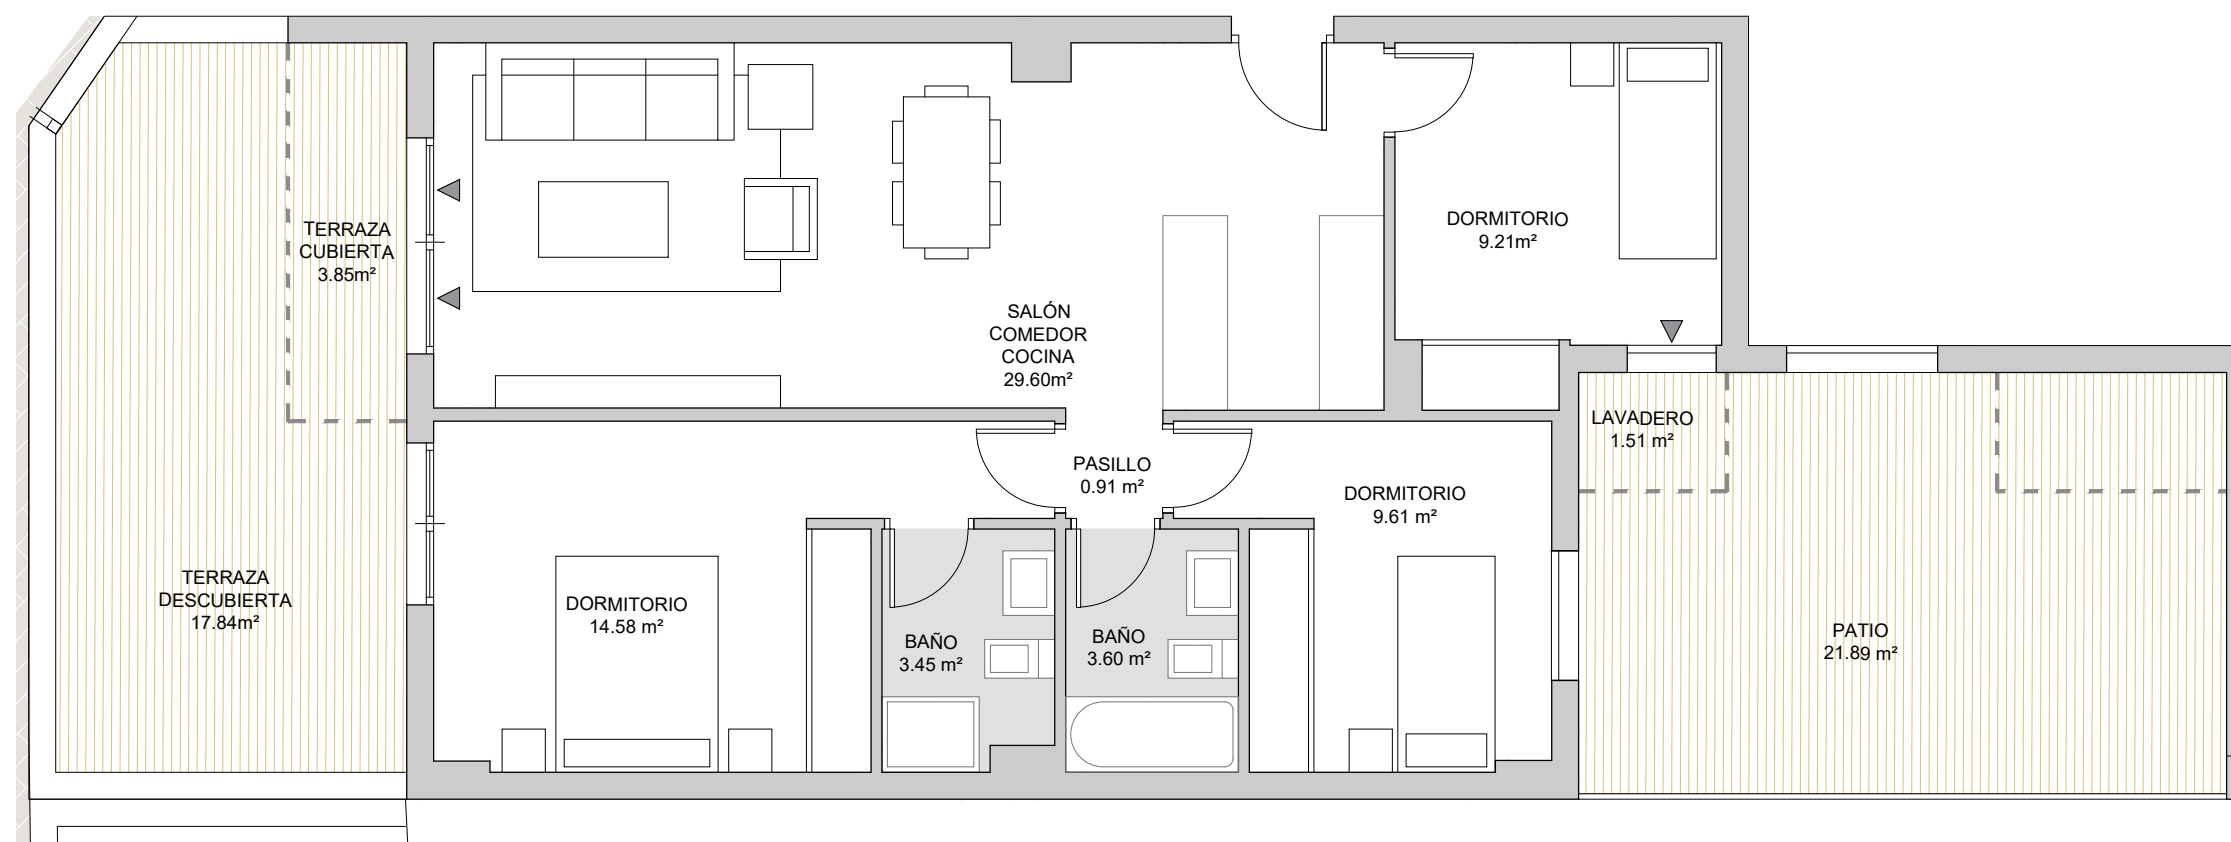 TERRAZA
CUBIERTA
3.85m²
SALÓN
COMEDOR
COCINA
29.60m²
DORMITORIO
9.21m²
LAVADERO
1.51 m²
PASILLO
0.91 m²
DORMITORIO
9.61 m²
TERRAZA
DESCUBIERTA
17.84m²
DORMITORIO
14.58 m²
BAÑO
3.45 m²
BAÑO
3.60 m²
PATIO
21.89 m²